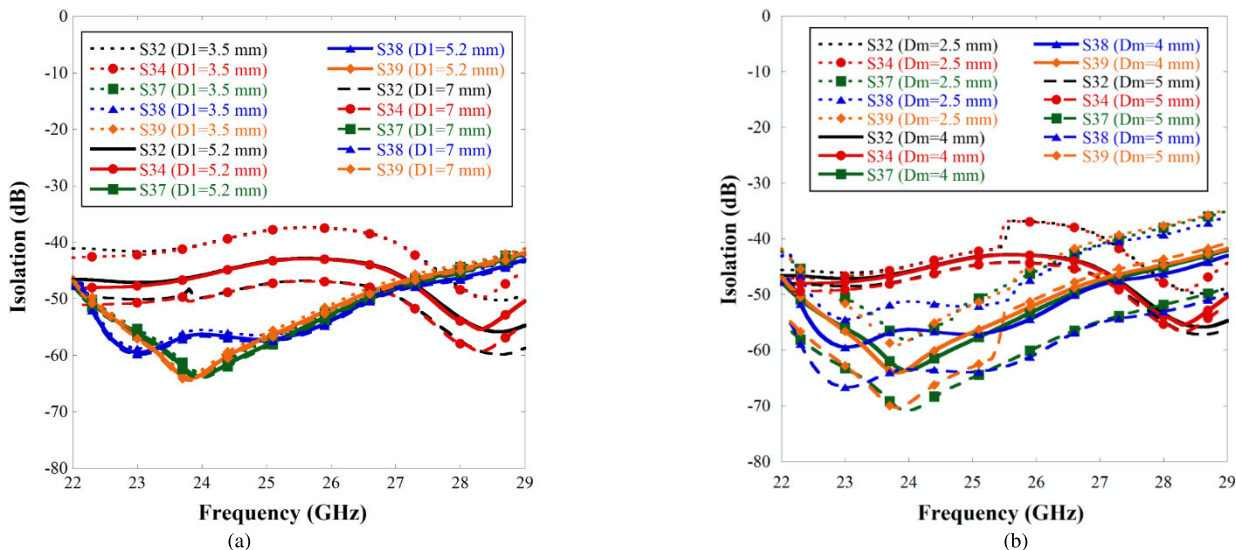 0
-10
-20
-30
-40
-50
-60
-70
-80
Isolation (dB)
S32 (D1=3.5 mm)
S34 (D1=3.5 mm)
S37 (D1=3.5 mm)
S38 (D1=3.5 mm)
S39 (D1=3.5 mm)
S32 (D1=5.2 mm)
S34 (D1=5.2 mm)
S37 (D1=5.2 mm)
S38 (D1=5.2 mm)
S39 (D1=5.2 mm)
S32 (D1=7 mm)
S34 (D1=7 mm)
S37 (D1=7 mm)
S38 (D1=7 mm)
S39 (D1=7 mm)
22 23 24 25 26 27 28 29
Frequency (GHz)
(a)
0
-10
-20
-30
-40
-50
-60
-70
-80
Isolation (dB)
S32 (Dm=2.5 mm)
S34 (Dm=2.5 mm)
S37 (Dm=2.5 mm)
S38 (Dm=2.5 mm)
S39 (Dm=2.5 mm)
S32 (Dm=4 mm)
S34 (Dm=4 mm)
S37 (Dm=4 mm)
S38 (Dm=4 mm)
S39 (Dm=4 mm)
S32 (Dm=5 mm)
S34 (Dm=5 mm)
S37 (Dm=5 mm)
S38 (Dm=5 mm)
S39 (Dm=5 mm)
22 23 24 25 26 27 28 29
Frequency (GHz)
(b)